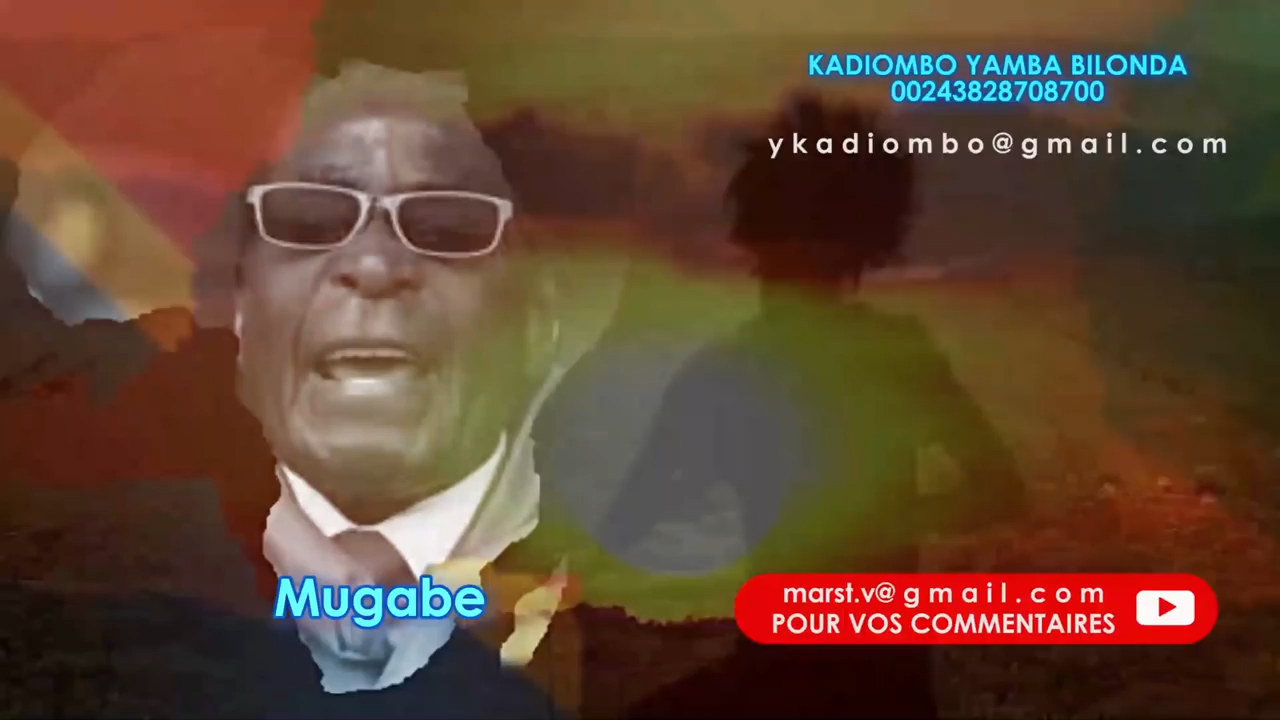 KADIOMBO YAMBA BILONDA
00243828708700
ykadiombo@gmail.com
Mugabe
marst.v@gmail.com
POUR VOS COMMENTAIRES